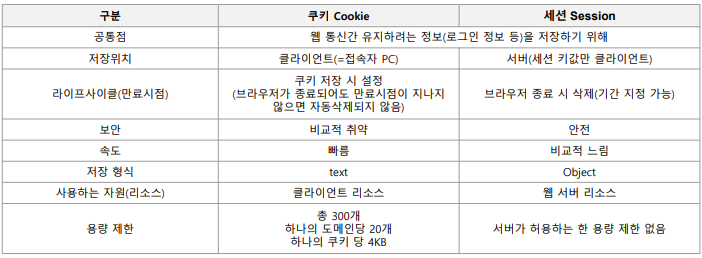 구분 쿠키 Cookie 세션 Session
공통점 웹 통신간 유지하려는 정보(로그인 정보 등)을 저장하기 위해
저장위치 클라이언트(=접속자 PC) 서버(세션 키값만 클라이언트)
라이프사이클(만료시점) 쿠키 저장 시 설정
(브라우저가 종료되어도 만료시점이 지나지
않으면 자동삭제되지 않음) 브라우저 종료 시 삭제(기간 지정 가능)
보안 비교적 취약 안전
속도 빠름 비교적 느림
저장 형식 text Object
사용하는 자원(리소스) 클라이언트 리소스 웹 서버 리소스
용량 제한 총 300개
하나의 도메인당 20개
하나의 쿠키 당 4KB 서버가 허용하는 한 용량 제한 없음